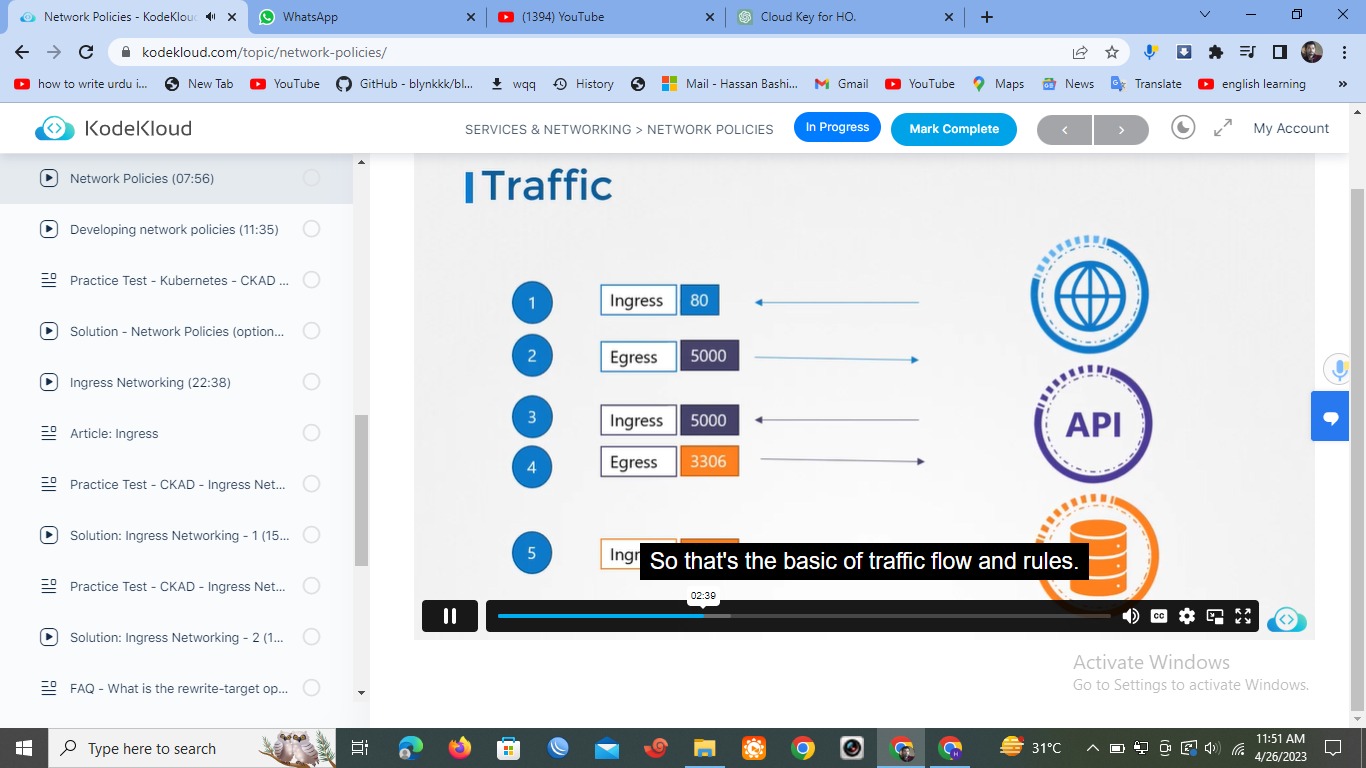 Network Policies - KodeKloud
WhatsApp
(1394) YouTube
Cloud Key for HO.
kodekloud.com/topic/network-policies/
how to write urdu i...
New Tab
YouTube
GitHub - blynkkk/bl...
wqq
History
Mail - Hassan Bashi...
Gmail
YouTube
Maps
News
Translate
english learning
KodeKloud
SERVICES & NETWORKING > NETWORK POLICIES
In Progress
Mark Complete
My Account
Network Policies (07:56)
Developing network policies (11:35)
Practice Test - Kubernetes - CKAD ...
Solution - Network Policies (option...
Ingress Networking (22:38)
Article: Ingress
Practice Test - CKAD - Ingress Net...
Solution: Ingress Networking - 1 (15...
Practice Test - CKAD - Ingress Net...
Solution: Ingress Networking - 2 (1...
FAQ - What is the rewrite-target op...
Traffic
1 Ingress 80
2 Egress 5000
3 Ingress 5000
4 Egress 3306
API
5 Ingr
So that's the basic of traffic flow and rules.
02:39
CC
Activate Windows
Go to Settings to activate Windows.
Type here to search
31°C
11:51 AM
4/26/2023